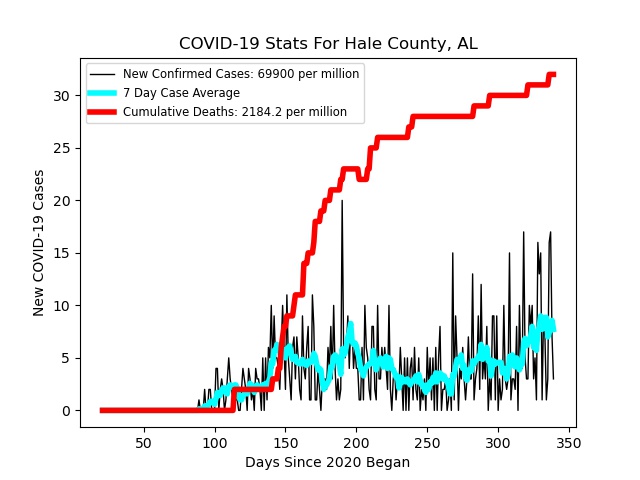 COVID-19 Stats For Hale County, AL
New Confirmed Cases: 69900 per million
7 Day Case Average
Cumulative Deaths: 2184.2 per million
New COVID-19 Cases
30
25
20
15
10
5
0
50
100
150
200
250
300
350
Days Since 2020 Began